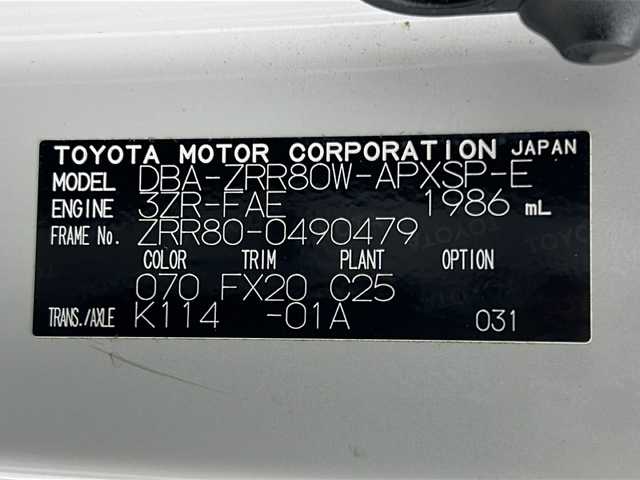 TOYOTA MOTOR CORPORATION JAPAN
MODEL DBA-ZRR80W-APXSP-E
ENGINE 3ZR-FAE 1986 mL
FRAME No. ZRR80-0490479
COLOR TRIM PLANT OPTION
070 FX20 C25
TRANS./AXLE K114 -01A 031